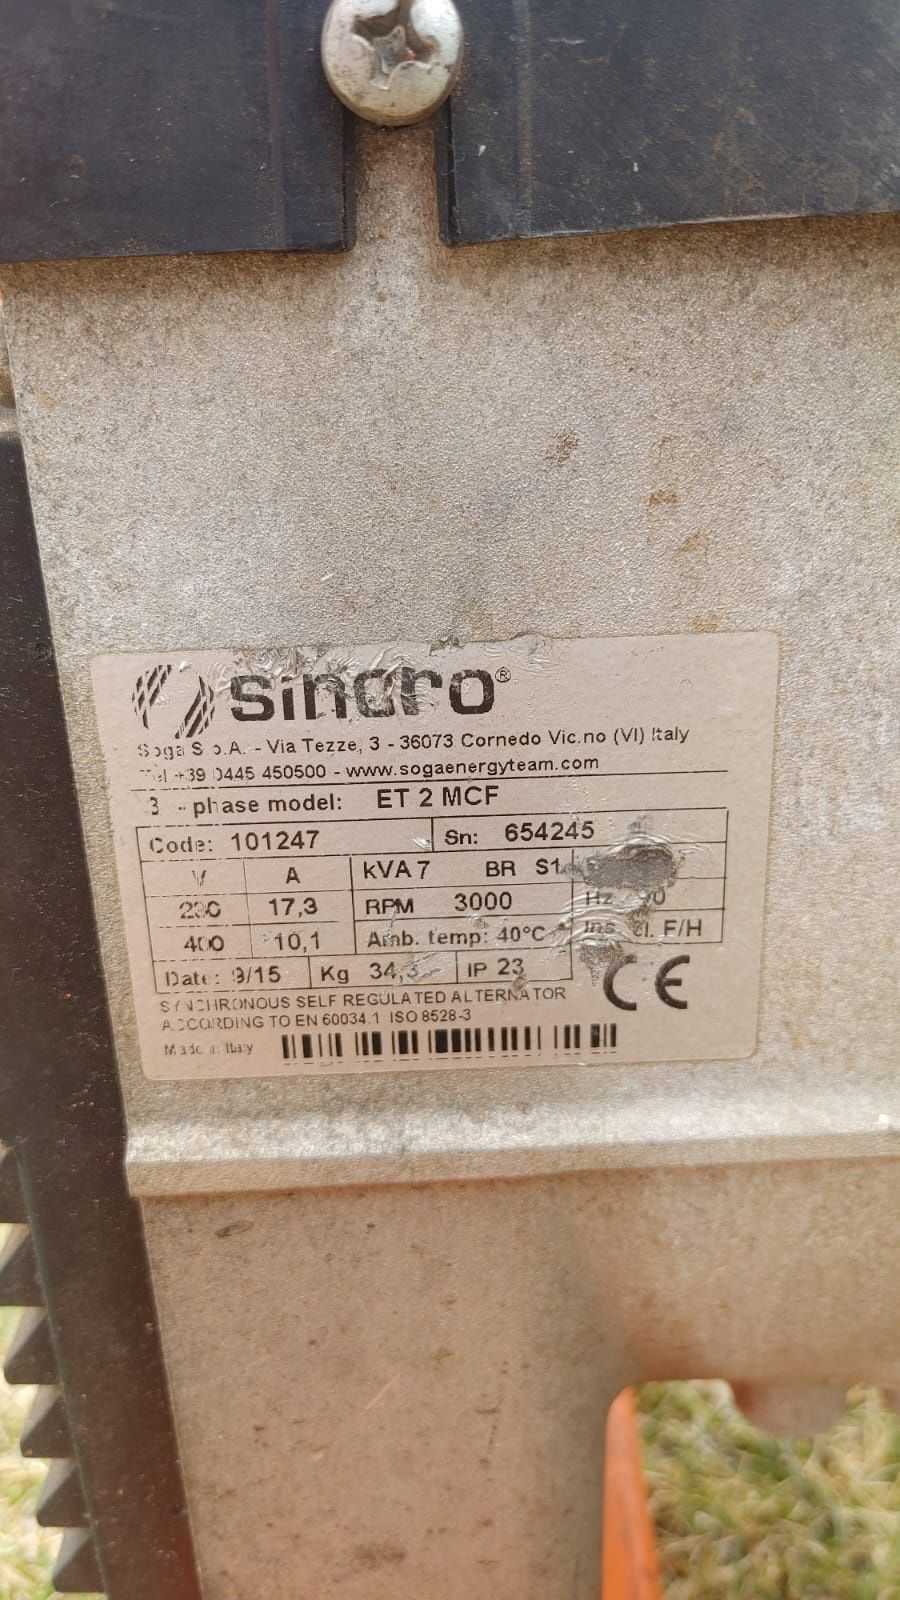 sincro®
Soga S.p.A. - Via Tezze, 3 - 36073 Cornedo Vic.no (VI) Italy
Tel +39 0445 450500 - www.sogaenergyteam.com
3 - phase model: ET 2 MCF
Code: 101247 Sn: 654245
V A kVA 7 BR S1
230 17,3 RPM 3000 Hz
400 10,1 Amb. temp: 40°C Ins. cl. F/H
Date: 9/15 Kg 34,3 IP 23 CE
SYNCHRONOUS SELF REGULATED ALTERNATOR
ACCORDING TO EN 60034.1 ISO 8528-3
Made in Italy